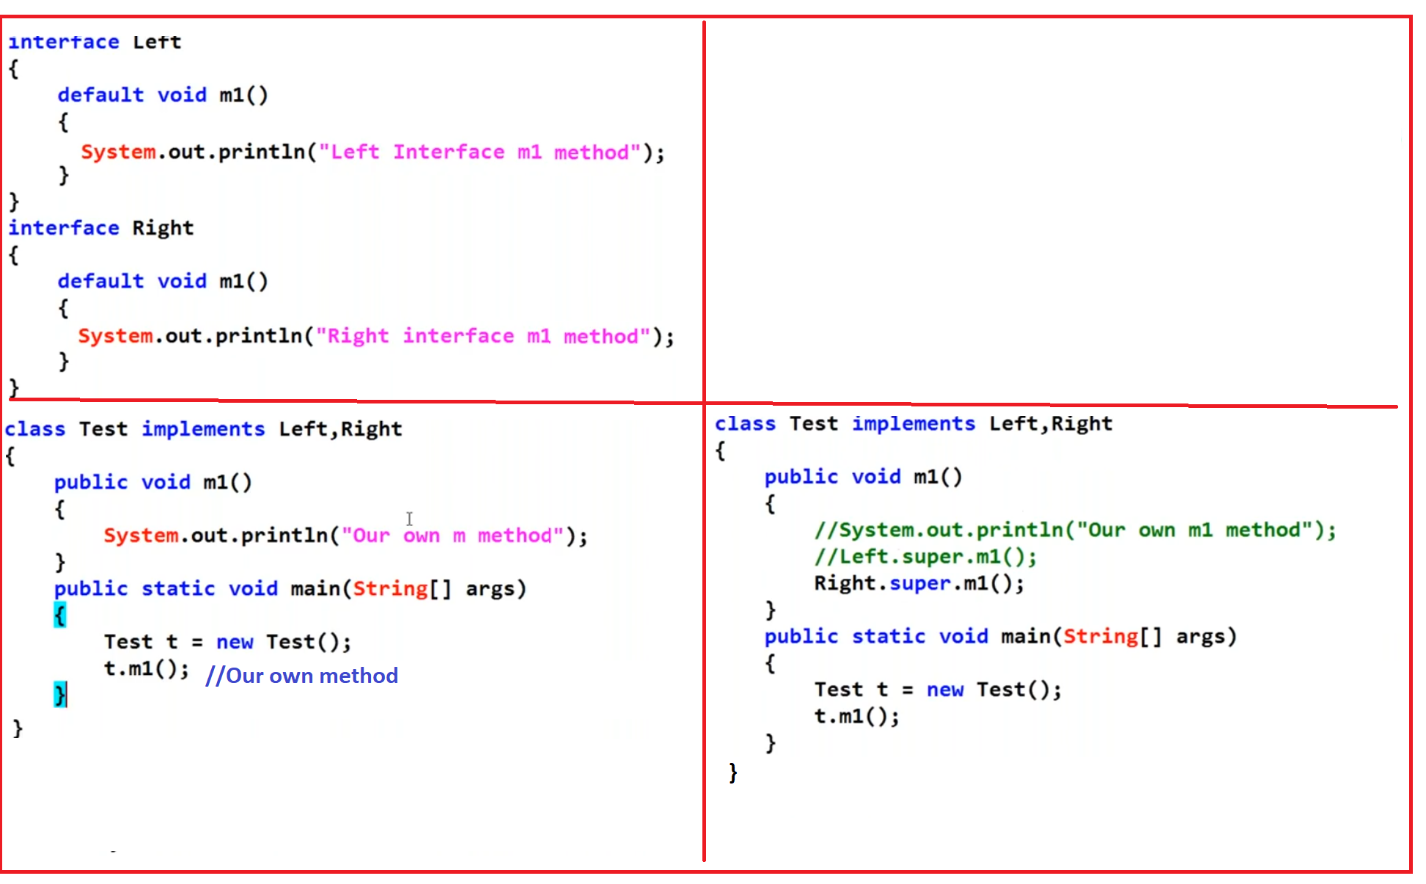 interface Left
{
default void m1()
{
System.out.println("Left Interface m1 method");
}
}
interface Right
{
default void m1()
{
System.out.println("Right interface m1 method");
}
}
class Test implements Left,Right
{
public void m1()
{
System.out.println("Our own m method");
}
public static void main(String[] args)
{
Test t = new Test();
t.m1(); //Our own method
}
}
class Test implements Left,Right
{
public void m1()
{
//System.out.println("Our own m1 method");
//Left.super.m1();
Right.super.m1();
}
public static void main(String[] args)
{
Test t = new Test();
t.m1();
}
}